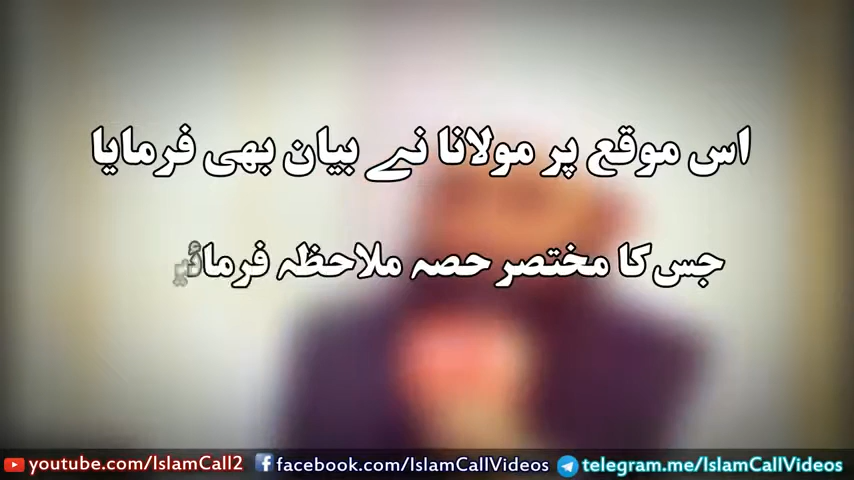 اس موقع پر مولانا نے بیان بھی فرمایا
جس کا مختصر حصہ ملاحظہ
youtube.com/IslamCall2 facebook.com/IslamCallVideos telegram.me/IslamCallVideos